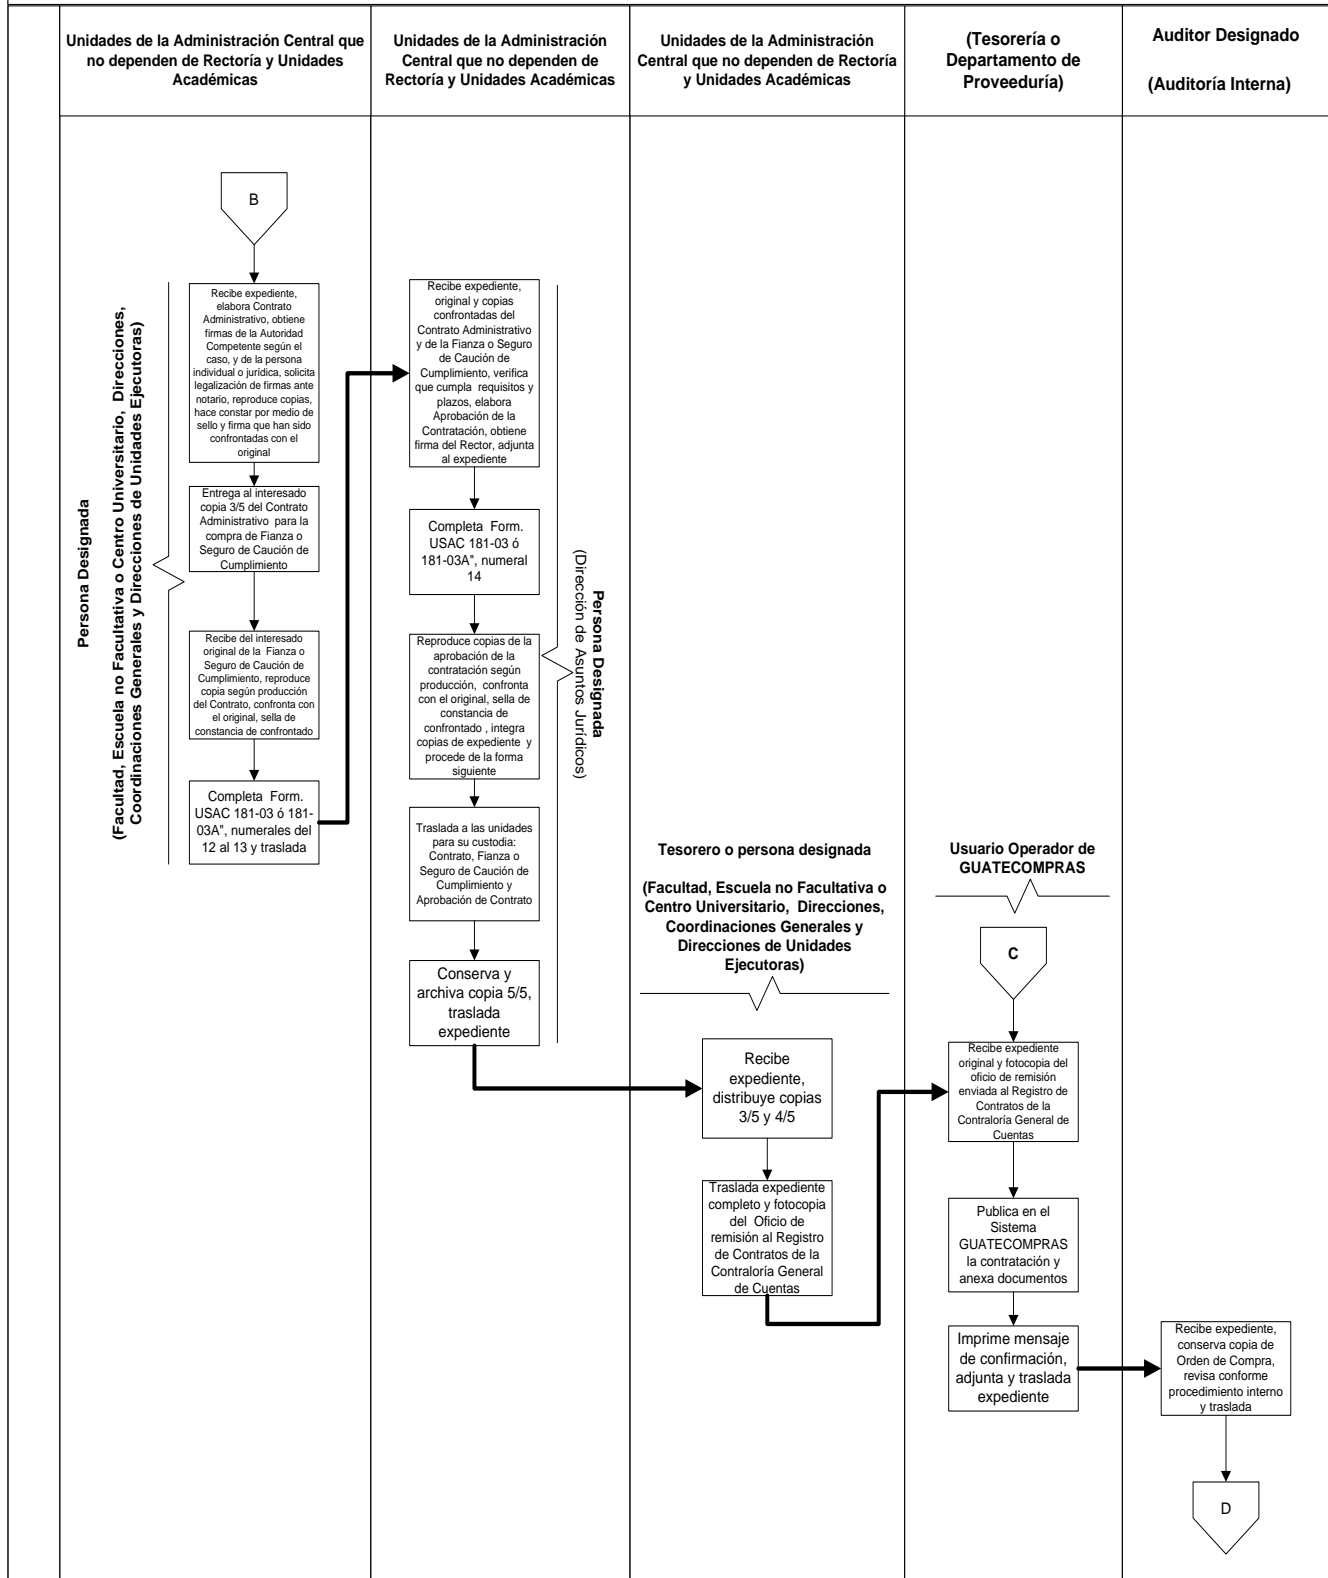 Unidades de la Administración Central que
no dependen de Rectoría y Unidades
Académicas
Unidades de la Administración
Central que no dependen de
Rectoría y Unidades Académicas
Unidades de la Administración
Central que no dependen de Rectoría
y Unidades Académicas
(Tesorería o
Departamento de
Proveeduría)
Auditor Designado
(Auditoría Interna)
Persona Designada
(Facultad, Escuela no Facultativa o Centro Universitario, Direcciones,
Coordinaciones Generales y Direcciones de Unidades Ejecutoras)
B
Recibe expediente,
elabora Contrato
Administrativo, obtiene
firmas de la Autoridad
Competente según el
caso, y de la persona
individual o jurídica, solicita
legalización de firmas ante
notario, reproduce copias,
hace constar por medio de
sello y firma que han sido
confrontadas con el
original
Entrega al interesado
copia 3/5 del Contrato
Administrativo para la
compra de Fianza o
Seguro de Caución de
Cumplimiento
Recibe del interesado
original de la Fianza o
Seguro de Caución de
Cumplimiento, reproduce
copia según producción
del Contrato, confronta con
el original, sella de
constancia de confrontado
Completa Form.
USAC 181-03 ó 181-
03A", numerales del
12 al 13 y traslada
Recibe expediente,
original y copias
confrontadas del
Contrato Administrativo
y de la Fianza o Seguro
de Caución de
Cumplimiento, verifica
que cumpla requisitos y
plazos, elabora
Aprobación de la
Contratación, obtiene
firma del Rector, adjunta
al expediente
Completa Form.
USAC 181-03 ó
181-03A", numeral
14
Reproduce copias de la
aprobación de la
contratación según
producción, confronta
con el original, sella de
constancia de
confrontado , integra
copias de expediente y
procede de la forma
siguiente
Traslada a las unidades
para su custodia:
Contrato, Fianza o
Seguro de Caución de
Cumplimiento y
Aprobación de Contrato
Conserva y
archiva copia 5/5,
traslada
expediente
Persona Designada
(Dirección de Asuntos Jurídicos)
Tesorero o persona designada
(Facultad, Escuela no Facultativa o
Centro Universitario, Direcciones,
Coordinaciones Generales y
Direcciones de Unidades
Ejecutoras)
Recibe
expediente,
distribuye copias
3/5 y 4/5
Traslada expediente
completo y fotocopia
del Oficio de
remisión al Registro
de Contratos de la
Contraloría General
de Cuentas
Usuario Operador de
GUATECOMPRAS
C
Recibe expediente
original y fotocopia del
oficio de remisión
enviada al Registro de
Contratos de la
Contraloría General de
Cuentas
Publica en el
Sistema
GUATECOMPRAS
la contratación y
anexa documentos
Imprime mensaje
de confirmación,
adjunta y traslada
expediente
Recibe expediente,
conserva copia de
Orden de Compra,
revisa conforme
procedimiento interno
y traslada
D